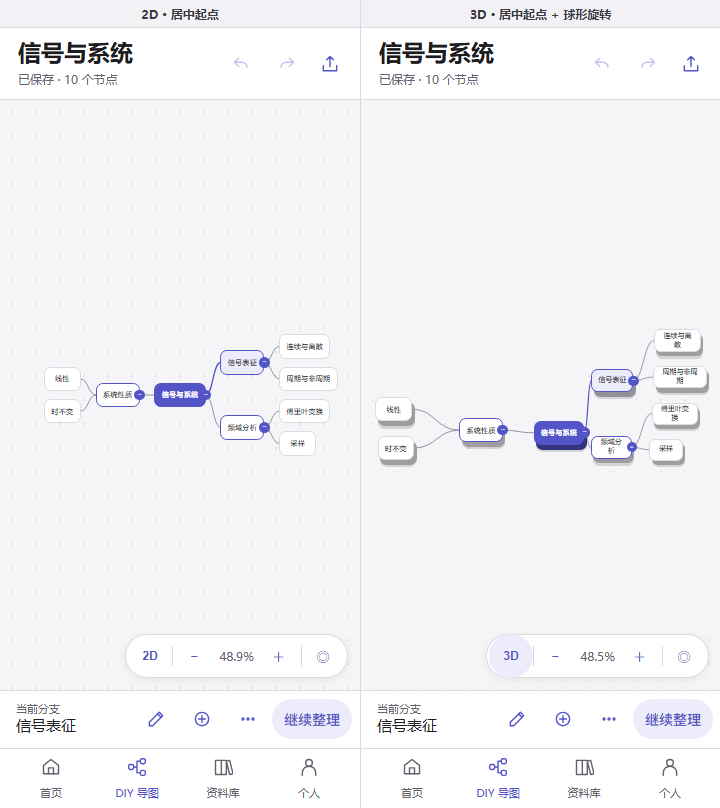 2D • 居中起点
信号与系统
已保存 · 10 个节点
线性
时不变
系统性质
信号与系统
信号表征
频域分析
连续与离散
周期与非周期
傅里叶变换
采样
2D − 48.9% + ◎
当前分支
信号表征
继续整理
首页
DIY 导图
资料库
个人
3D • 居中起点 + 球形旋转
信号与系统
已保存 · 10 个节点
线性
时不变
系统性质
信号与系统
信号表征
频域分
析
连续与离
散
周期与非周
期
傅里叶变
换
采样
3D − 48.5% + ◎
当前分支
信号表征
继续整理
首页
DIY 导图
资料库
个人